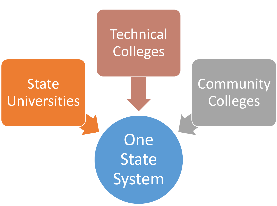 Technical
Colleges
State
Universities
Community
Colleges
One
State
System